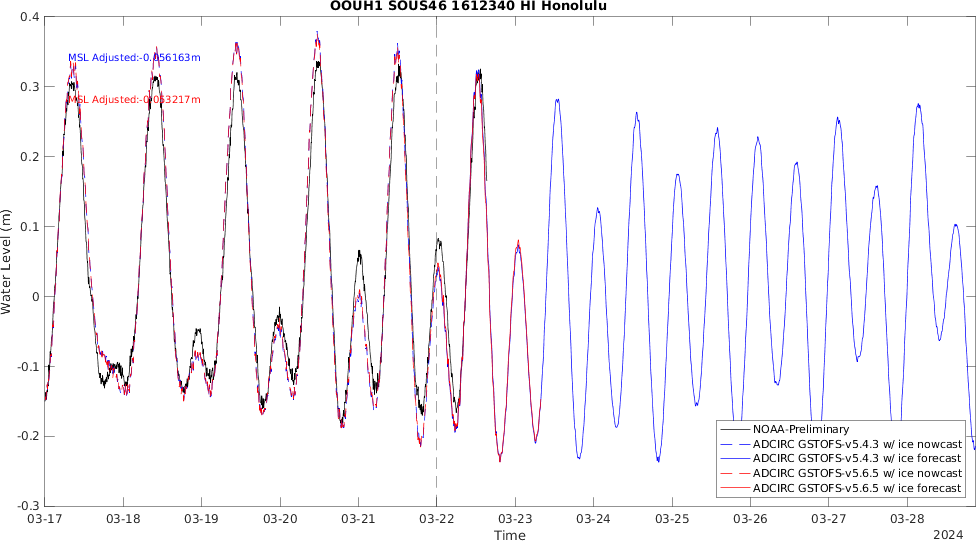 OOUH1 SOUS46 1612340 HI Honolulu
0.4
MSL Adjusted:-0.056163m
0.3
MSL Adjusted:-0.053217m
0.2
0.1
0
-0.1
-0.2
-0.3
Water Level (m)
NOAA-Preliminary
ADCIRC GSTOFS-v5.4.3 w/ ice nowcast
ADCIRC GSTOFS-v5.4.3 w/ ice forecast
ADCIRC GSTOFS-v5.6.5 w/ ice nowcast
ADCIRC GSTOFS-v5.6.5 w/ ice forecast
03-17 03-18 03-19 03-20 03-21 03-22 03-23 03-24 03-25 03-26 03-27 03-28
Time
2024